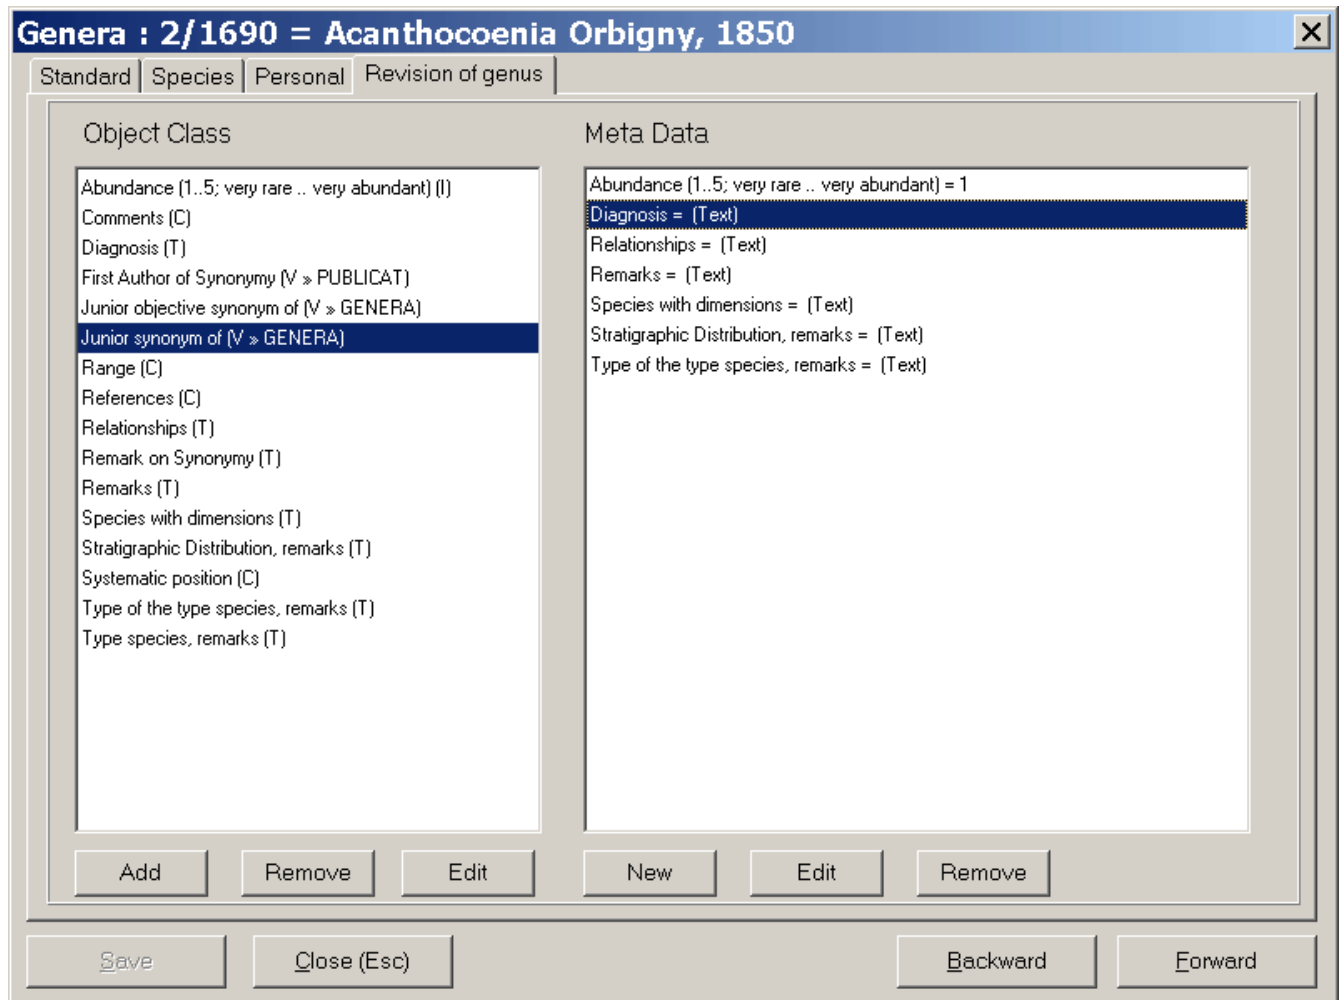 Genera : 2/1690 = Acanthocoenia Orbigny, 1850
Standard Species Personal Revision of genus
Object Class
Abundance (1..5; very rare .. very abundant) (I)
Comments (C)
Diagnosis (T)
First Author of Synonymy (V » PUBLICAT)
Junior objective synonym of (V » GENERA)
Junior synonym of (V » GENERA)
Range (C)
References (C)
Relationships (T)
Remark on Synonymy (T)
Remarks (T)
Species with dimensions (T)
Stratigraphic Distribution, remarks (T)
Systematic position (C)
Type of the type species, remarks (T)
Type species, remarks (T)
Add Remove Edit
Meta Data
Abundance (1..5; very rare .. very abundant) = 1
Diagnosis = (Text)
Relationships = (Text)
Remarks = (Text)
Species with dimensions = (Text)
Stratigraphic Distribution, remarks = (Text)
Type of the type species, remarks = (Text)
New Edit Remove
Save Close (Esc) Backward Forward